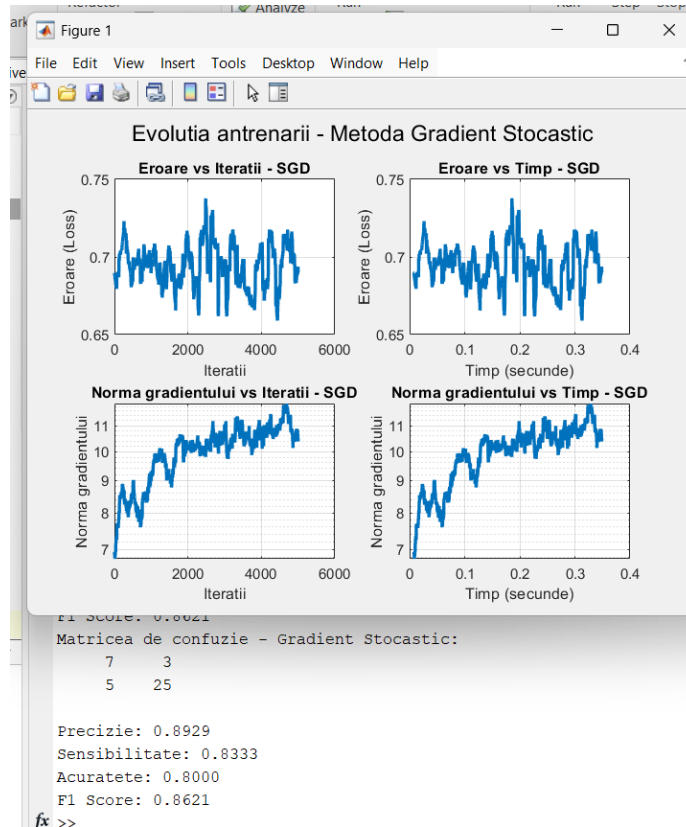 Refactor
Analyze
Run
Run Step Stop
Figure 1
File Edit View Insert Tools Desktop Window Help
Evolutia antrenarii - Metoda Gradient Stocastic
Eroare vs Iteratii - SGD
0.75
0.7
0.65
Eroare (Loss)
0 2000 4000 6000
Iteratii
Eroare vs Timp - SGD
0.75
0.7
0.65
Eroare (Loss)
0 0.1 0.2 0.3 0.4
Timp (secunde)
Norma gradientului vs Iteratii - SGD
11
10
9
8
7
Norma gradientului
0 2000 4000 6000
Iteratii
Norma gradientului vs Timp - SGD
11
10
9
8
7
Norma gradientului
0 0.1 0.2 0.3 0.4
Timp (secunde)
F1 Score: 0.8621
Matricea de confuzie - Gradient Stocastic:
7 3
5 25
Precizie: 0.8929
Sensibilitate: 0.8333
Acuratete: 0.8000
F1 Score: 0.8621
fx >>